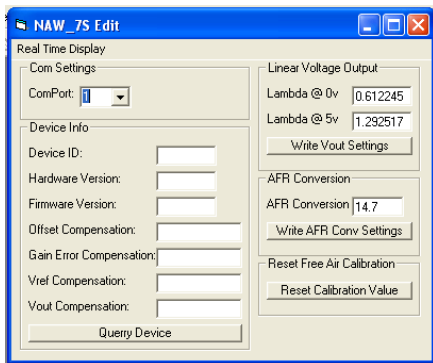 NAW_7S Edit
Real Time Display
Com Settings
ComPort: 1
Device Info
Device ID:
Hardware Version:
Firmware Version:
Offset Compensation:
Gain Error Compensation:
Vref Compensation:
Vout Compensation:
Querry Device
Linear Voltage Output
Lambda @ 0v 0.612245
Lambda @ 5v 1.292517
Write Vout Settings
AFR Conversion
AFR Conversion 14.7
Write AFR Conv Settings
Reset Free Air Calibration
Reset Calibration Value